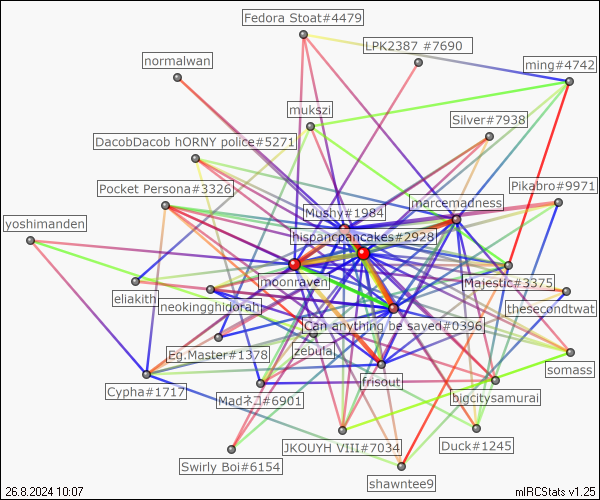 Fedora Stoat#4479
LPK2387 #7690
normalwan
ming#4742
mukszi
Silver#7938
DacobDacob hORNY police#5271
Pocket Persona#3326
Pikabro#9971
marcemadness
Mushy#1984
yoshimanden
hispancpancakes#2928
moonraven
Majestic#3375
eliakith
neokingghidorah
thesecondtwat
Can anything be saved#0396
Eg.Master#1378
zebula
somass
frisout
Cypha#1717
Madネコ#6901
bigcitysamurai
JKOUYH VIII#7034
Duck#1245
Swirly Boi#6154
shawntee9
26.8.2024 10:07
mIRCStats v1.25